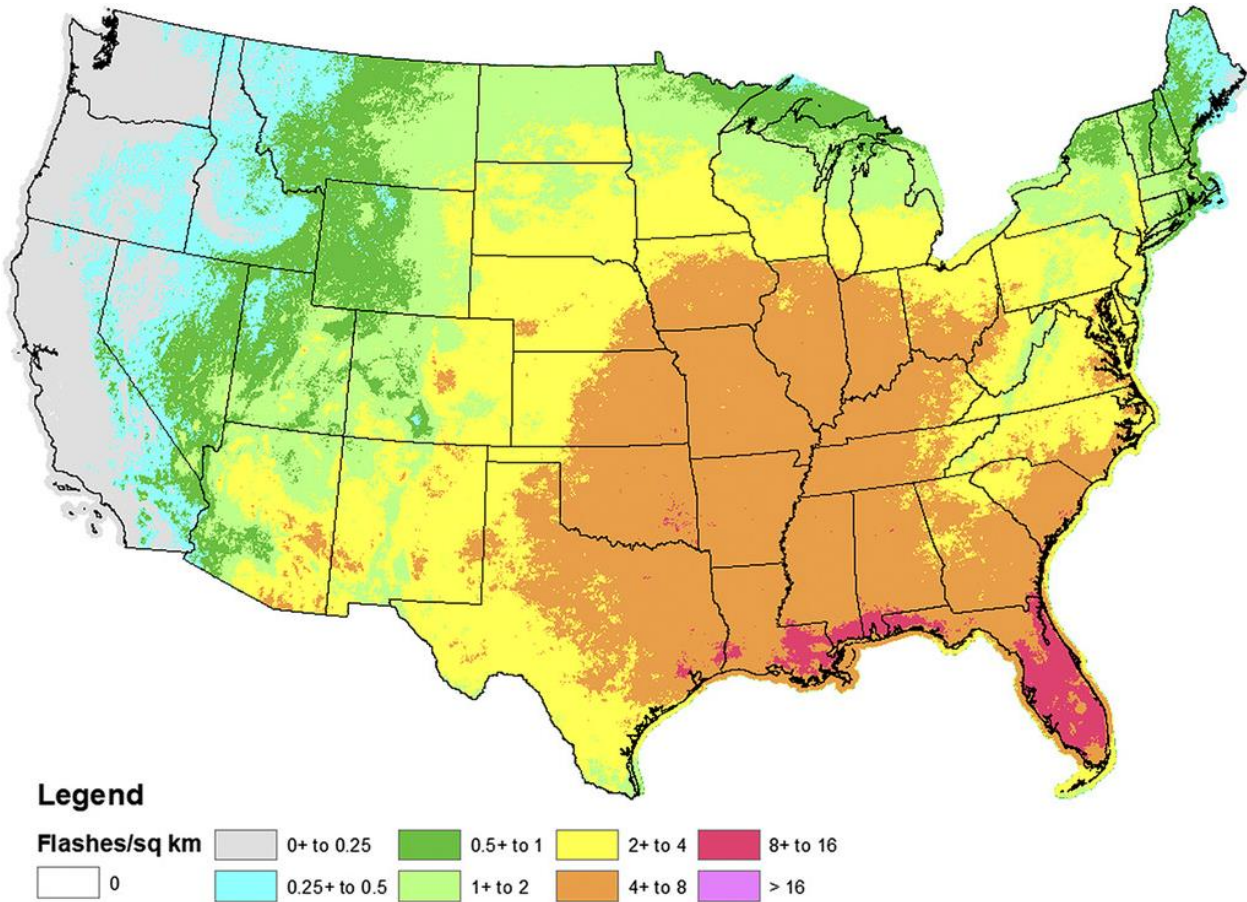 Legend
Flashes/sq km
0
0+ to 0.25
0.25+ to 0.5
0.5+ to 1
1+ to 2
2+ to 4
4+ to 8
8+ to 16
> 16